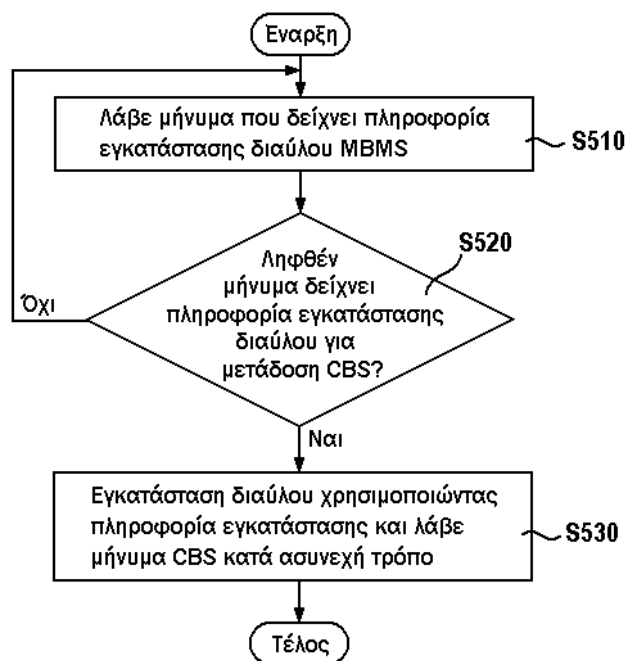 Έναρξη
Λάβε μήνυμα που δείχνει πληροφορία
εγκατάστασης διαύλου MBMS
S510
S520
Ληφθέν
μήνυμα δείχνει
πληροφορία εγκατάστασης
διαύλου για
μετάδοση CBS?
Όχι
Ναι
Εγκατάσταση διαύλου χρησιμοποιώντας
πληροφορία εγκατάστασης και λάβε
μήνυμα CBS κατά ασυνεχή τρόπο
S530
Τέλος